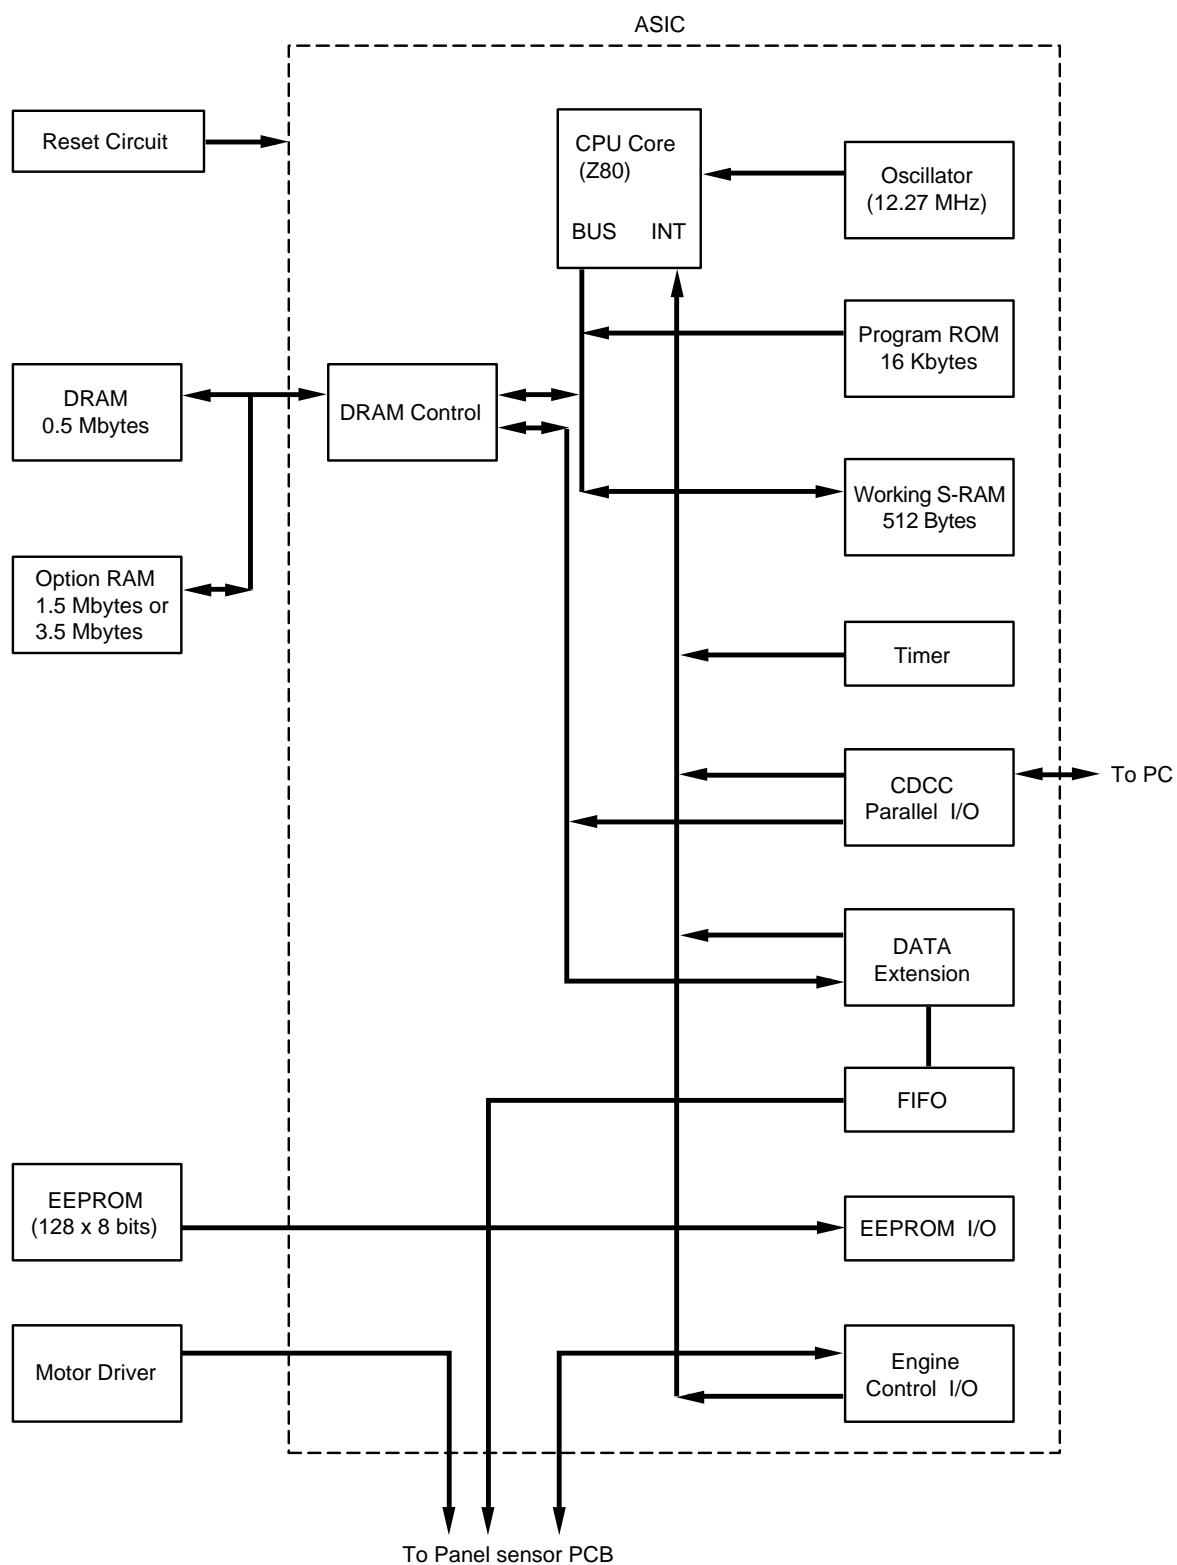 ASIC
Reset Circuit
CPU Core
(Z80)
BUS INT
Oscillator
(12.27 MHz)
Program ROM
16 Kbytes
DRAM
0.5 Mbytes
DRAM Control
Working S-RAM
512 Bytes
Option RAM
1.5 Mbytes or
3.5 Mbytes
Timer
CDCC
Parallel I/O
To PC
DATA
Extension
FIFO
EEPROM
(128 x 8 bits)
EEPROM I/O
Motor Driver
Engine
Control I/O
To Panel sensor PCB